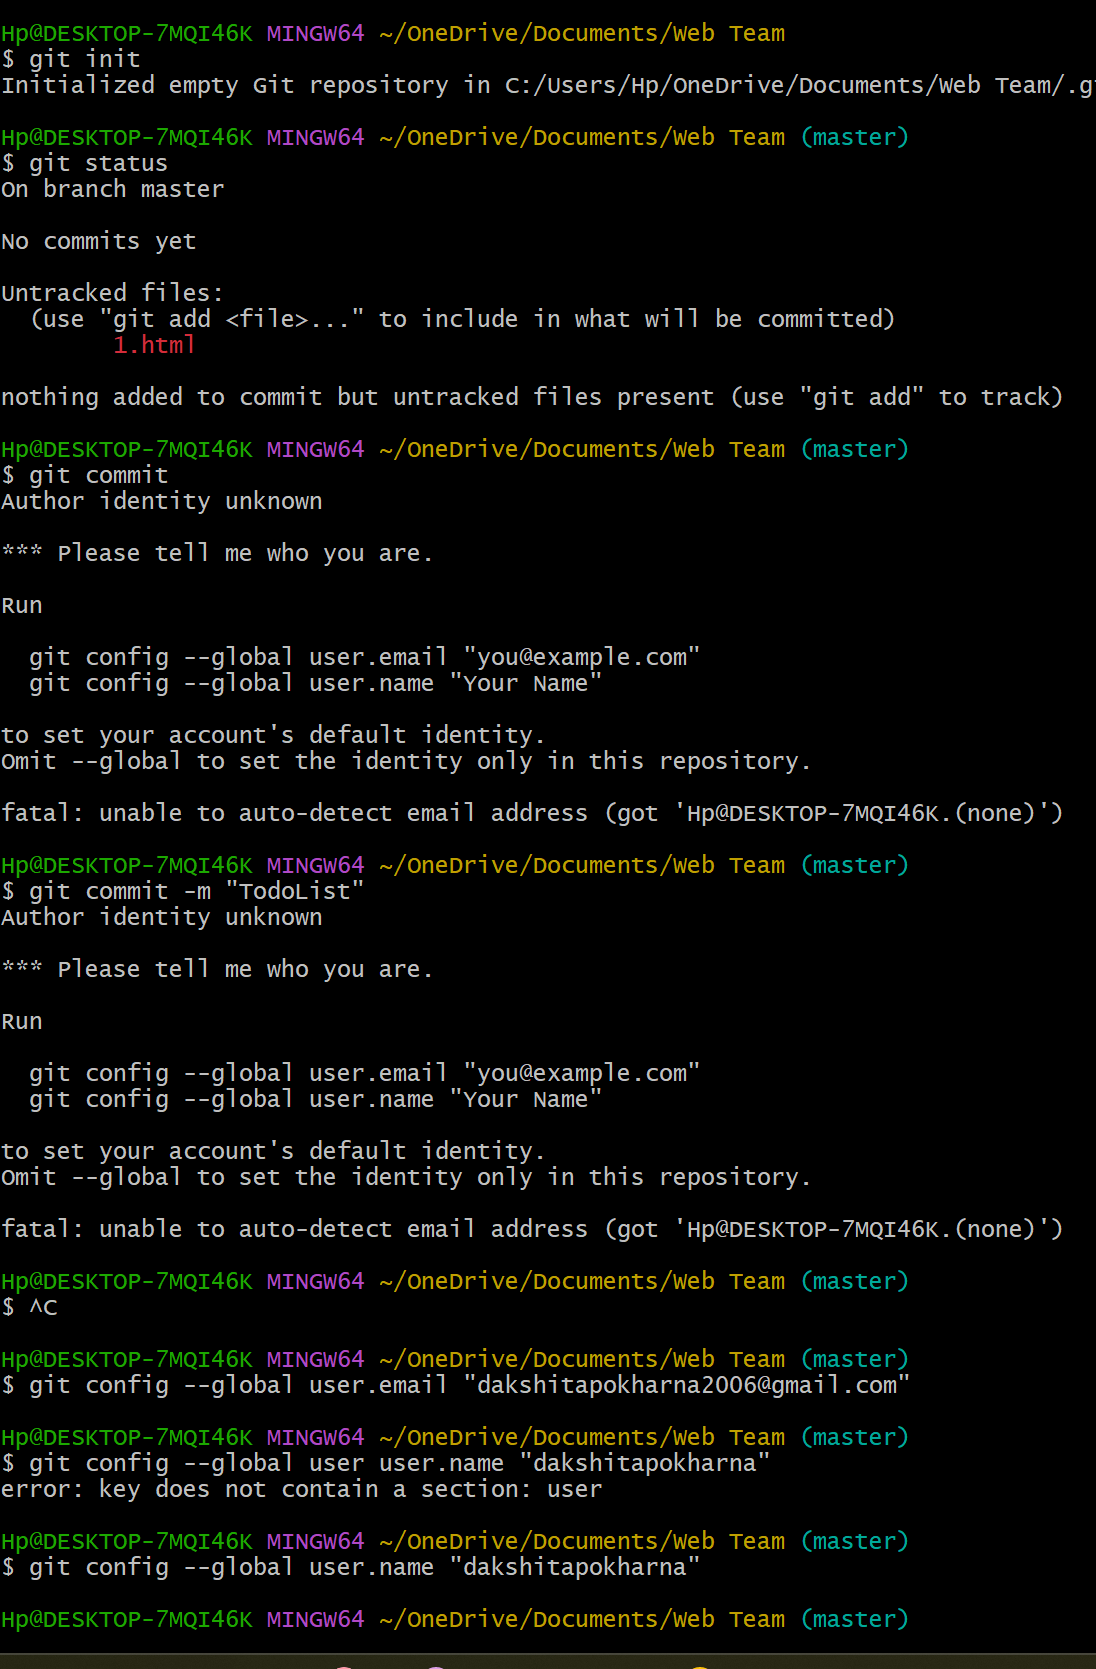 Hp@DESKTOP-7MQI46K MINGW64 ~/OneDrive/Documents/Web Team
$ git init
Initialized empty Git repository in C:/Users/Hp/OneDrive/Documents/Web Team/.g
Hp@DESKTOP-7MQI46K MINGW64 ~/OneDrive/Documents/Web Team (master)
$ git status
On branch master
No commits yet
Untracked files:
  (use "git add <file>..." to include in what will be committed)
        1.html
nothing added to commit but untracked files present (use "git add" to track)
Hp@DESKTOP-7MQI46K MINGW64 ~/OneDrive/Documents/Web Team (master)
$ git commit
Author identity unknown
*** Please tell me who you are.
Run
  git config --global user.email "you@example.com"
  git config --global user.name "Your Name"
to set your account's default identity.
Omit --global to set the identity only in this repository.
fatal: unable to auto-detect email address (got 'Hp@DESKTOP-7MQI46K.(none)')
Hp@DESKTOP-7MQI46K MINGW64 ~/OneDrive/Documents/Web Team (master)
$ git commit -m "TodoList"
Author identity unknown
*** Please tell me who you are.
Run
  git config --global user.email "you@example.com"
  git config --global user.name "Your Name"
to set your account's default identity.
Omit --global to set the identity only in this repository.
fatal: unable to auto-detect email address (got 'Hp@DESKTOP-7MQI46K.(none)')
Hp@DESKTOP-7MQI46K MINGW64 ~/OneDrive/Documents/Web Team (master)
$ ^C
Hp@DESKTOP-7MQI46K MINGW64 ~/OneDrive/Documents/Web Team (master)
$ git config --global user.email "dakshitapokharna2006@gmail.com"
Hp@DESKTOP-7MQI46K MINGW64 ~/OneDrive/Documents/Web Team (master)
$ git config --global user user.name "dakshitapokharna"
error: key does not contain a section: user
Hp@DESKTOP-7MQI46K MINGW64 ~/OneDrive/Documents/Web Team (master)
$ git config --global user.name "dakshitapokharna"
Hp@DESKTOP-7MQI46K MINGW64 ~/OneDrive/Documents/Web Team (master)